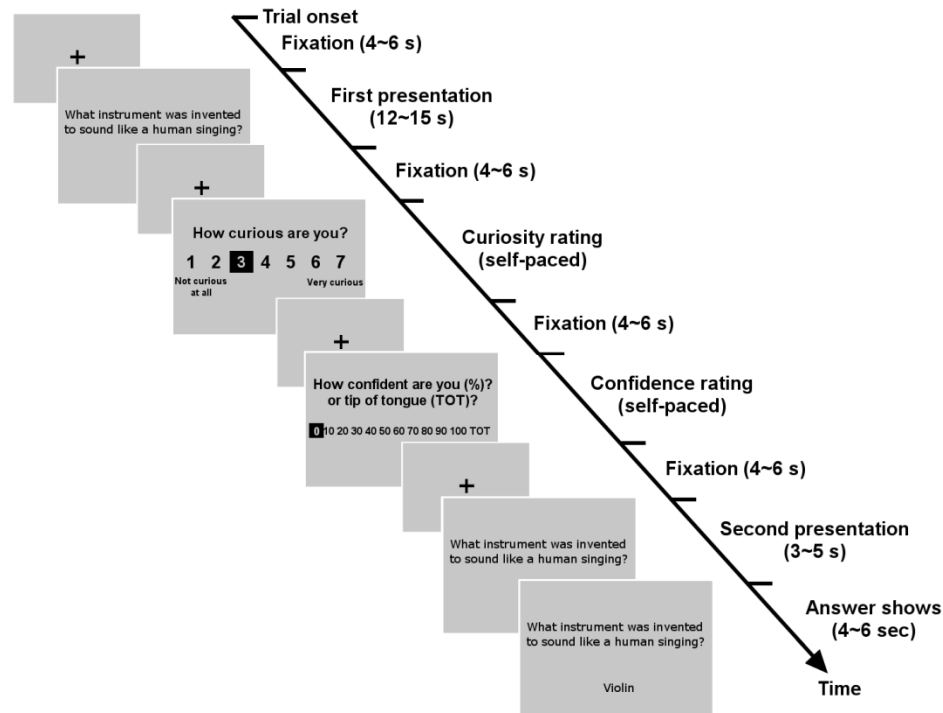 Trial onset
Fixation (4~6 s)
+
First presentation
(12~15 s)
What instrument was invented
to sound like a human singing?
Fixation (4~6 s)
+
Curiosity rating
(self-paced)
How curious are you?
1 2 3 4 5 6 7
Not curious
at all
Very curious
Fixation (4~6 s)
+
Confidence rating
(self-paced)
How confident are you (%)?
or tip of tongue (TOT)?
0 10 20 30 40 50 60 70 80 90 100 TOT
Fixation (4~6 s)
+
Second presentation
(3~5 s)
What instrument was invented
to sound like a human singing?
Answer shows
(4~6 sec)
What instrument was invented
to sound like a human singing?
Violin
Time